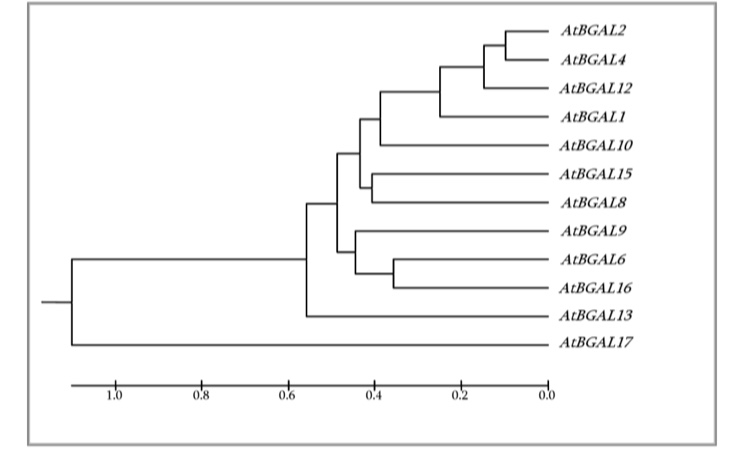 AtBGAL2
AtBGAL4
AtBGAL12
AtBGAL1
AtBGAL10
AtBGAL15
AtBGAL8
AtBGAL9
AtBGAL6
AtBGAL16
AtBGAL13
AtBGAL17
1.0 0.8 0.6 0.4 0.2 0.0